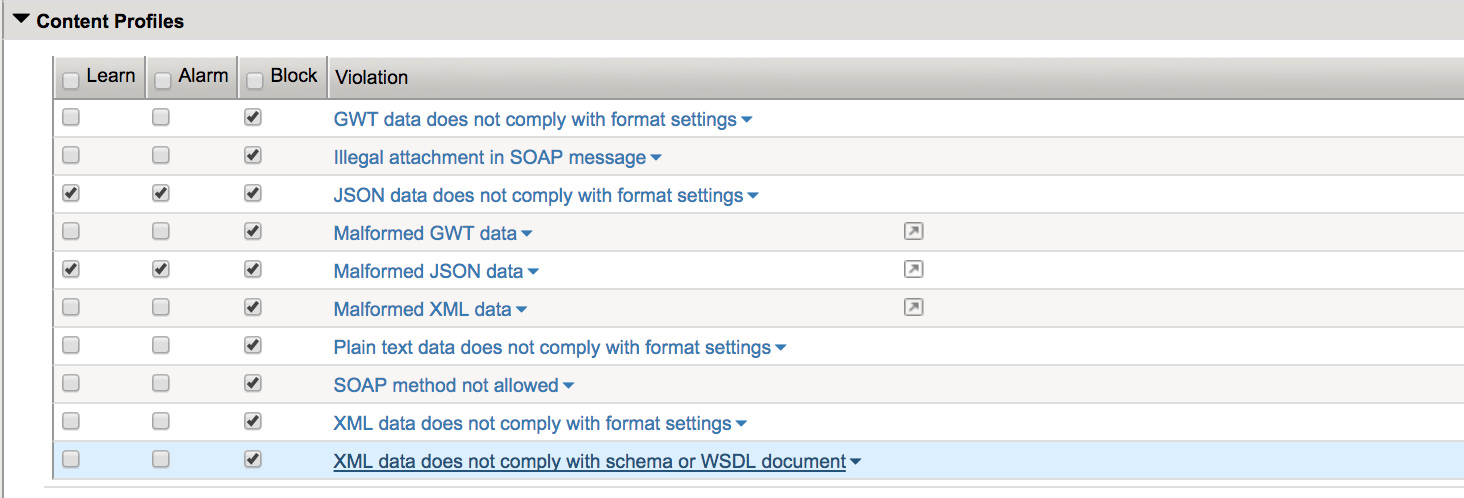 Content Profiles
Learn Alarm Block Violation
GWT data does not comply with format settings
Illegal attachment in SOAP message
JSON data does not comply with format settings
Malformed GWT data
Malformed JSON data
Malformed XML data
Plain text data does not comply with format settings
SOAP method not allowed
XML data does not comply with format settings
XML data does not comply with schema or WSDL document